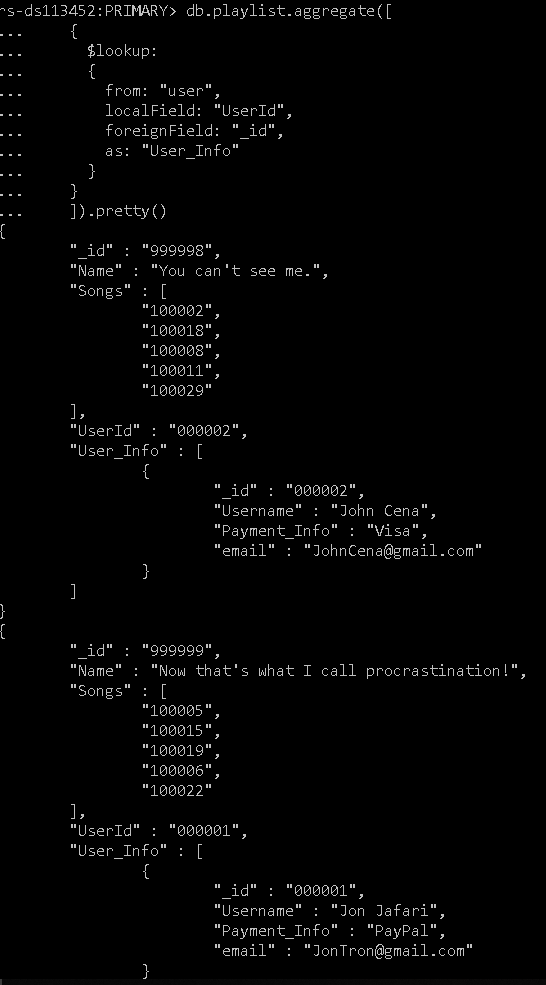 rs-ds113452:PRIMARY> db.playlist.aggregate([
... {
... $lookup:
... {
... from: "user",
... localField: "UserId",
... foreignField: "_id",
... as: "User_Info"
... }
... }
... ]).pretty()
{
"_id" : "999998",
"Name" : "You can't see me.",
"Songs" : [
"100002",
"100018",
"100008",
"100011",
"100029"
],
"UserId" : "000002",
"User_Info" : [
{
"_id" : "000002",
"Username" : "John Cena",
"Payment_Info" : "Visa",
"email" : "JohnCena@gmail.com"
}
]
}
{
"_id" : "999999",
"Name" : "Now that's what I call procrastination!",
"Songs" : [
"100005",
"100015",
"100019",
"100006",
"100022"
],
"UserId" : "000001",
"User_Info" : [
{
"_id" : "000001",
"Username" : "Jon Jafari",
"Payment_Info" : "PayPal",
"email" : "JonTron@gmail.com"
}